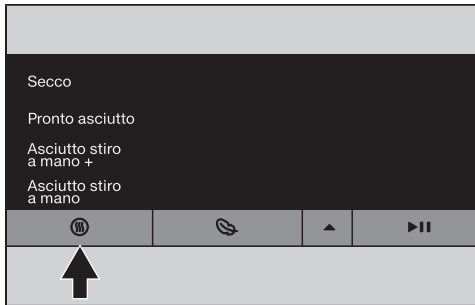 Secco
Pronto asciutto
Asciutto stiro
a mano +
Asciutto stiro
a mano